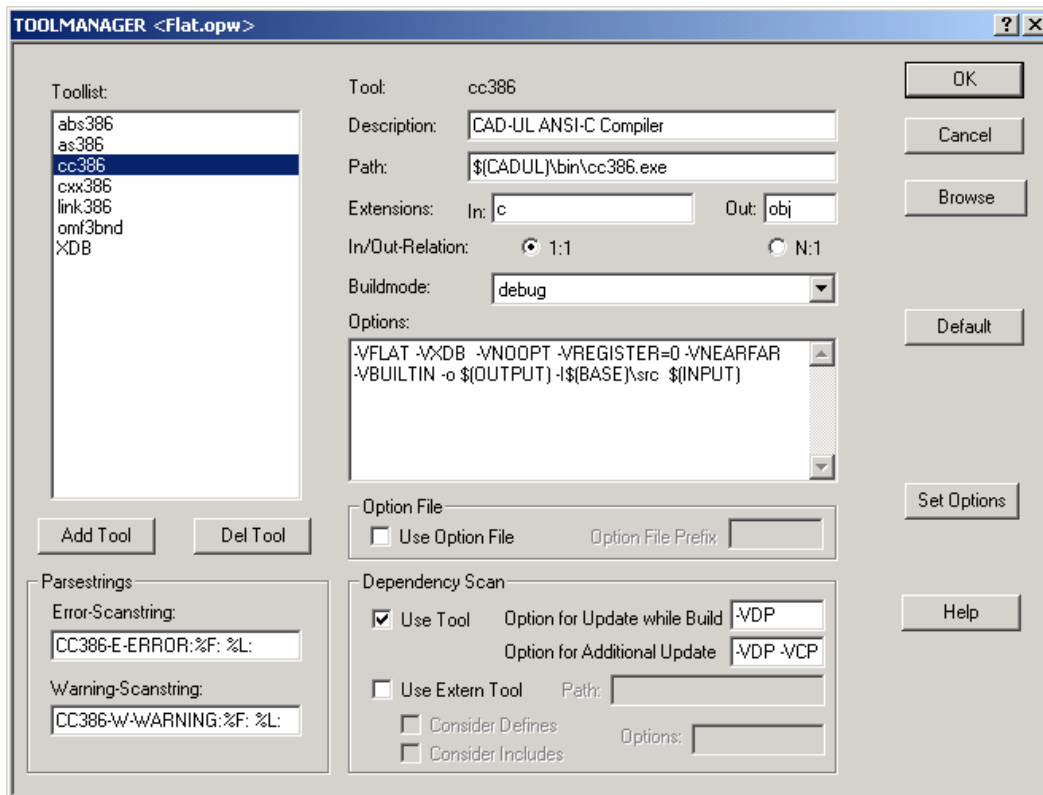 TOOLMANAGER <Flat.opw>
Toollist:
abs386
as386
cc386
cxx386
link386
omf3bnd
XDB
Add Tool
Del Tool
Parsestrings
Error-Scanstring:
CC386-E-ERROR:%F: %L:
Warning-Scanstring:
CC386-W-WARNING:%F: %L:
Tool: cc386
Description: CAD-UL ANSI-C Compiler
Path: $(CADUL)\bin\cc386.exe
Extensions: In: c Out: obj
In/Out-Relation: 1:1 N:1
Buildmode: debug
Options:
-VFLAT -VXDB -VNOOPT -VREGISTER=0 -VNEARFAR
-VBUILTIN -o $(OUTPUT) -I$(BASE)\src $(INPUT)
Option File
Use Option File Option File Prefix
Dependency Scan
Use Tool Option for Update while Build -VDP
Option for Additional Update -VDP -VCP
Use Extern Tool Path:
Consider Defines
Options:
Consider Includes
OK
Cancel
Browse
Default
Set Options
Help